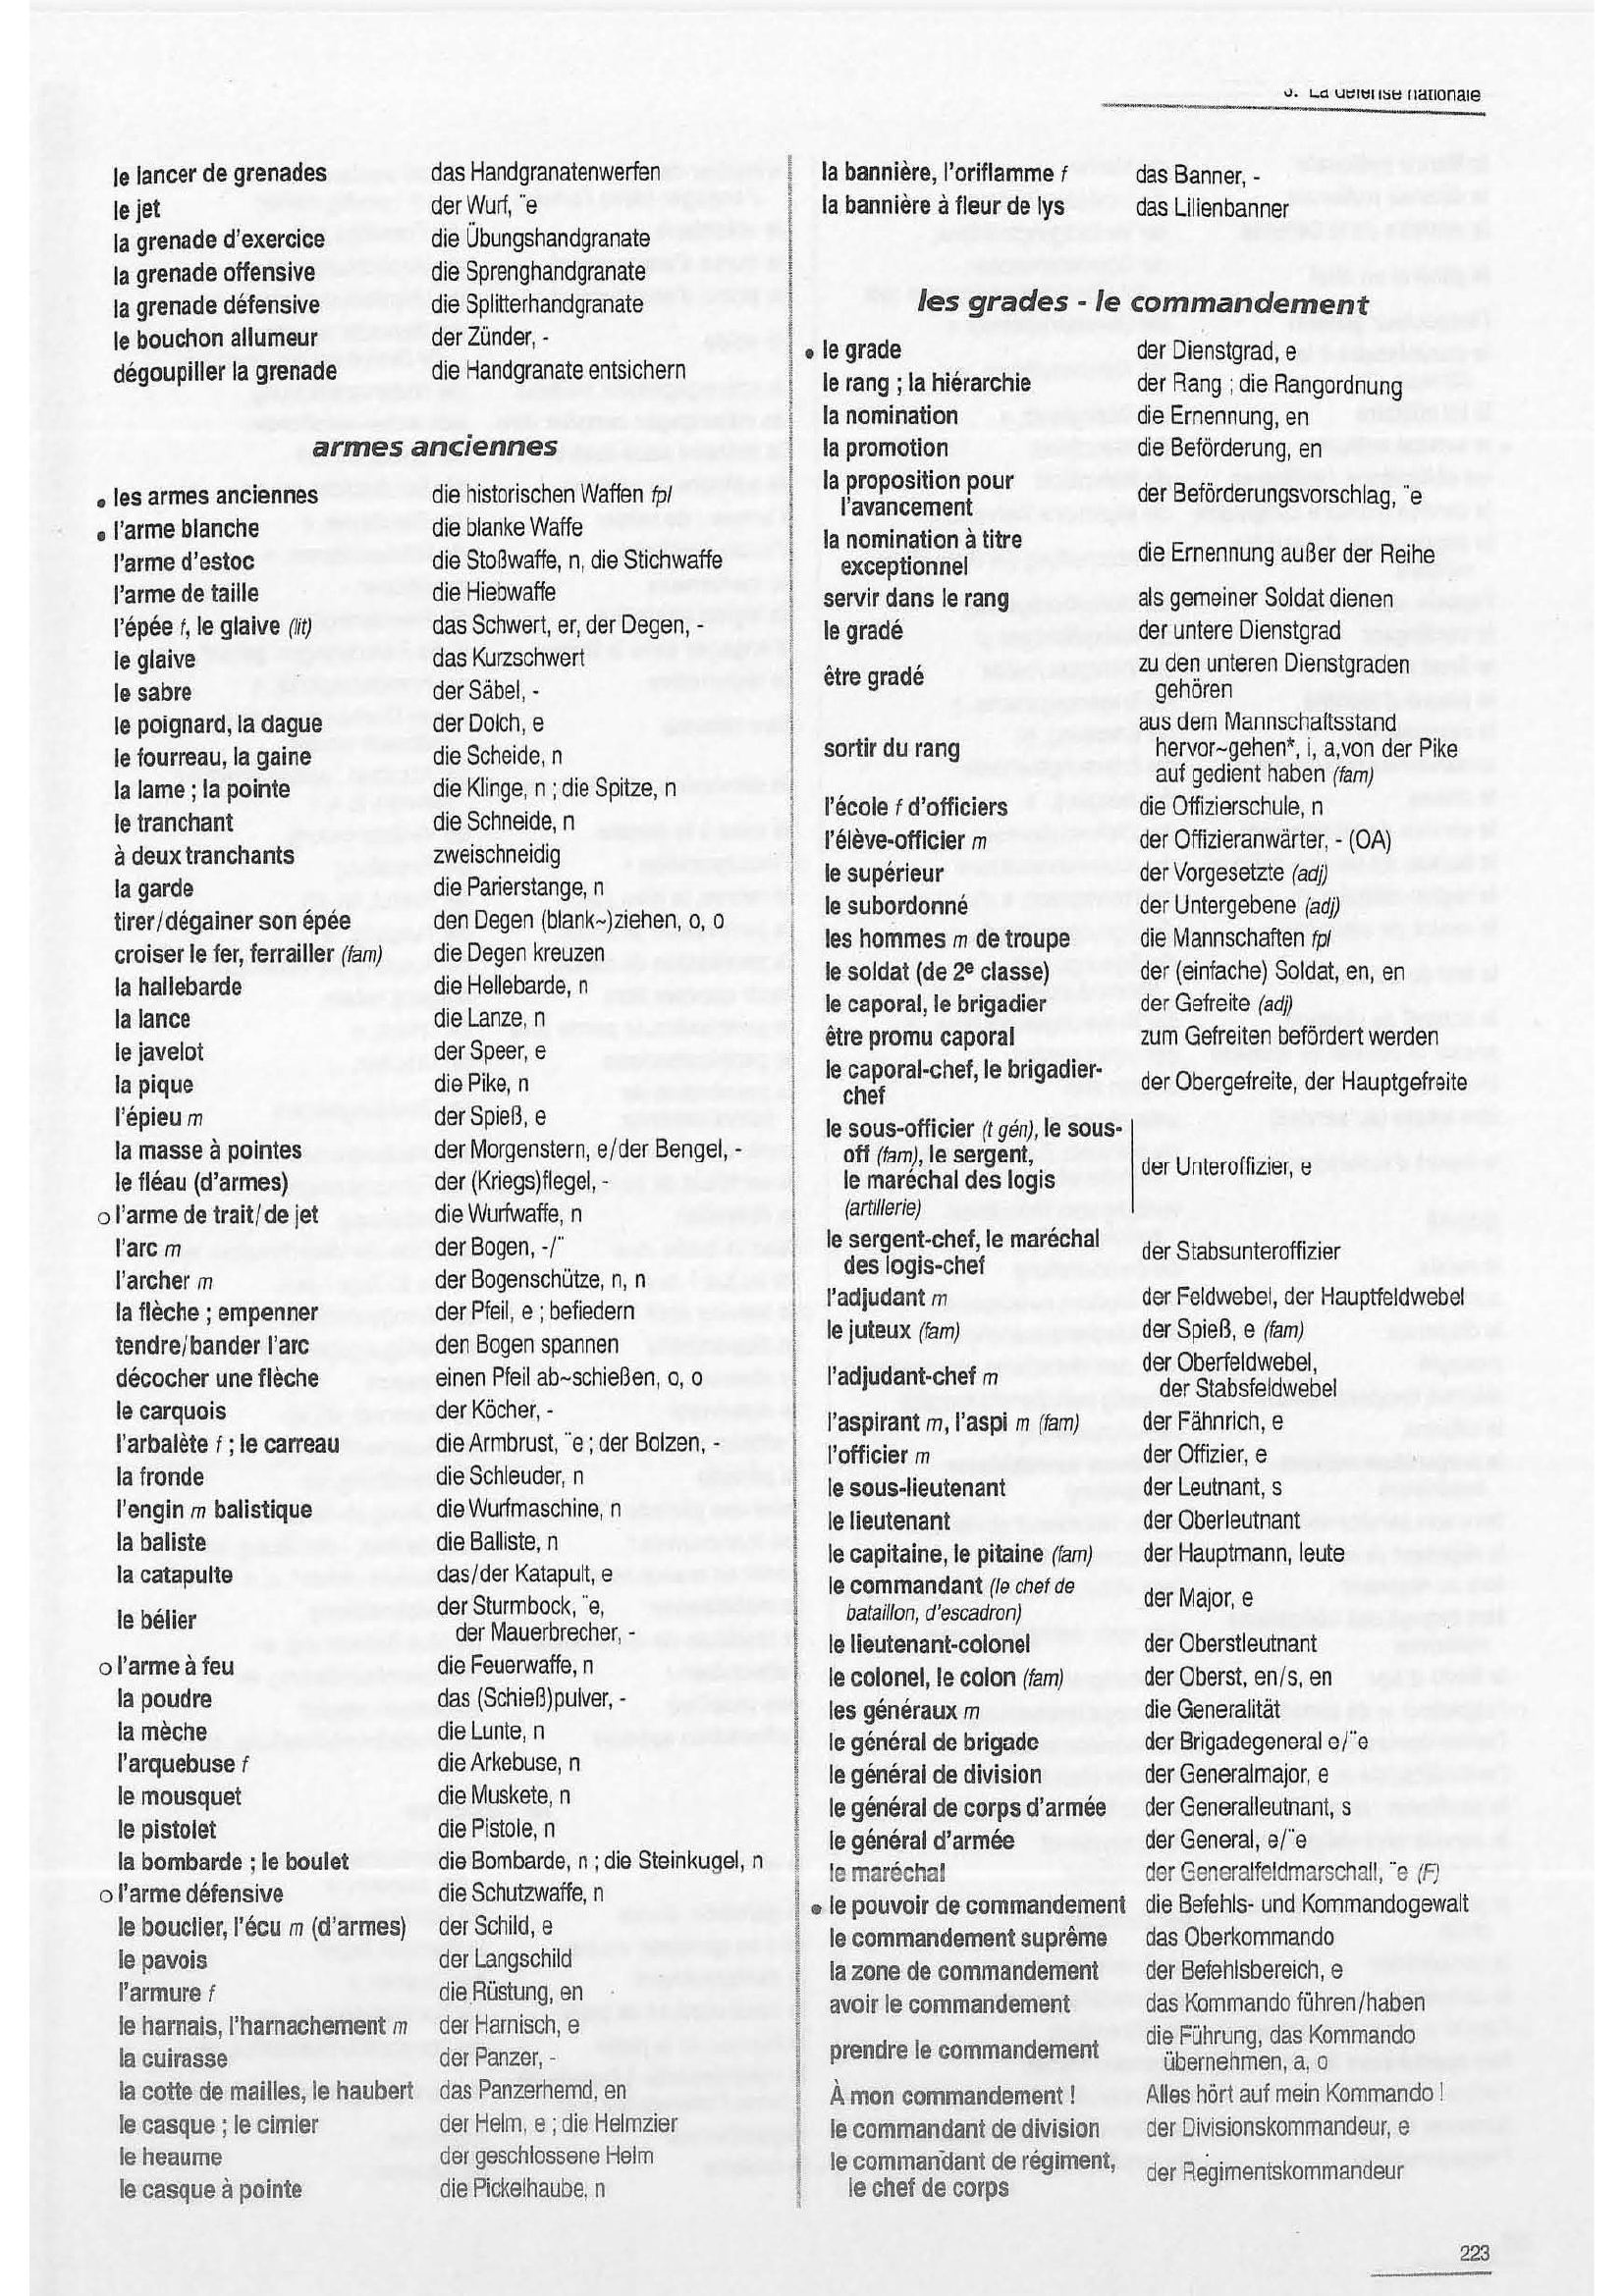 La défense nationale
le lancer de grenades das Handgranatenwerfen
le jet der Wurf, ¨e
la grenade d'exercice die Übungshandgranate
la grenade offensive die Sprenghandgranate
la grenade défensive die Splitterhandgranate
le bouchon allumeur der Zünder, -
dégoupiller la grenade die Handgranate entsichern
armes anciennes
• les armes anciennes die historischen Waffen fpl
• l'arme blanche die blanke Waffe
l'arme d'estoc die Stoßwaffe, n, die Stichwaffe
l'arme de taille die Hiebwaffe
l'épée f, le glaive (lit) das Schwert, er, der Degen, -
le glaive das Kurzschwert
le sabre der Säbel, -
le poignard, la dague der Dolch, e
le fourreau, la gaine die Scheide, n
la lame ; la pointe die Klinge, n ; die Spitze, n
le tranchant die Schneide, n
à deux tranchants zweischneidig
la garde die Parierstange, n
tirer/dégainer son épée den Degen (blank~)ziehen, o, o
croiser le fer, ferrailler (fam) die Degen kreuzen
la hallebarde die Hellebarde, n
la lance die Lanze, n
le javelot der Speer, e
la pique die Pike, n
l'épieu m der Spieß, e
la masse à pointes der Morgenstern, e/der Bengel, -
le fléau (d'armes) der (Kriegs)flegel, -
o l'arme de trait/de jet die Wurfwaffe, n
l'arc m der Bogen, -/¨
l'archer m der Bogenschütze, n, n
la flèche ; empenner der Pfeil, e ; befiedern
tendre/bander l'arc den Bogen spannen
décocher une flèche einen Pfeil ab~schießen, o, o
le carquois der Köcher, -
l'arbalète f ; le carreau die Armbrust, ¨e ; der Bolzen, -
la fronde die Schleuder, n
l'engin m balistique die Wurfmaschine, n
la baliste die Balliste, n
la catapulte das/der Katapult, e
le bélier der Sturmbock, ¨e,
der Mauerbrecher, -
o l'arme à feu die Feuerwaffe, n
la poudre das (Schieß)pulver, -
la mèche die Lunte, n
l'arquebuse f die Arkebuse, n
le mousquet die Muskete, n
le pistolet die Pistole, n
la bombarde ; le boulet die Bombarde, n ; die Steinkugel, n
o l'arme défensive die Schutzwaffe, n
le bouclier, l'écu m (d'armes) der Schild, e
le pavois der Langschild
l'armure f die Rüstung, en
le harnais, l'harnachement m der Harnisch, e
la cuirasse der Panzer, -
la cotte de mailles, le haubert das Panzerhemd, en
le casque ; le cimier der Helm, e ; die Helmzier
le heaume der geschlossene Helm
le casque à pointe die Pickelhaube, n
la bannière, l'oriflamme f das Banner, -
la bannière à fleur de lys das Lilienbanner
les grades - le commandement
• le grade der Dienstgrad, e
le rang ; la hiérarchie der Rang ; die Rangordnung
la nomination die Ernennung, en
la promotion die Beförderung, en
la proposition pour
l'avancement der Beförderungsvorschlag, ¨e
la nomination à titre
exceptionnel die Ernennung außer der Reihe
servir dans le rang als gemeiner Soldat dienen
le gradé der untere Dienstgrad
être gradé zu den unteren Dienstgraden
gehören
aus dem Mannschaftsstand
sortir du rang hervor~gehen*, i, a,von der Pike
auf gedient haben (fam)
l'école f d'officiers die Offizierschule, n
l'élève-officier m der Offizieranwärter, - (OA)
le supérieur der Vorgesetzte (adj)
le subordonné der Untergebene (adj)
les hommes m de troupe die Mannschaften fpl
le soldat (de 2e classe) der (einfache) Soldat, en, en
le caporal, le brigadier der Gefreite (adj)
être promu caporal zum Gefreiten befördert werden
le caporal-chef, le brigadier-
chef der Obergefreite, der Hauptgefreite
le sous-officier (t gén), le sous-
off (fam), le sergent,
le maréchal des logis der Unteroffizier, e
(artillerie)
le sergent-chef, le maréchal
des logis-chef der Stabsunteroffizier
l'adjudant m der Feldwebel, der Hauptfeldwebel
le juteux (fam) der Spieß, e (fam)
l'adjudant-chef m der Oberfeldwebel,
der Stabsfeldwebel
l'aspirant m, l'aspi m (fam) der Fähnrich, e
l'officier m der Offizier, e
le sous-lieutenant der Leutnant, s
le lieutenant der Oberleutnant
le capitaine, le pitaine (fam) der Hauptmann, leute
le commandant (le chef de
bataillon, d'escadron) der Major, e
le lieutenant-colonel der Oberstleutnant
le colonel, le colon (fam) der Oberst, en/s, en
les généraux m die Generalität
le général de brigade der Brigadegeneral e/¨e
le général de division der Generalmajor, e
le général de corps d'armée der Generalleutnant, s
le général d'armée der General, e/¨e
le maréchal der Generalfeldmarschall, ¨e (F)
• le pouvoir de commandement die Befehls- und Kommandogewalt
le commandement suprême das Oberkommando
la zone de commandement der Befehlsbereich, e
avoir le commandement das Kommando führen/haben
prendre le commandement die Führung, das Kommando
übernehmen, a, o
À mon commandement ! Alles hört auf mein Kommando !
le commandant de division der Divisionskommandeur, e
le commandant de régiment,
le chef de corps der Regimentskommandeur
223